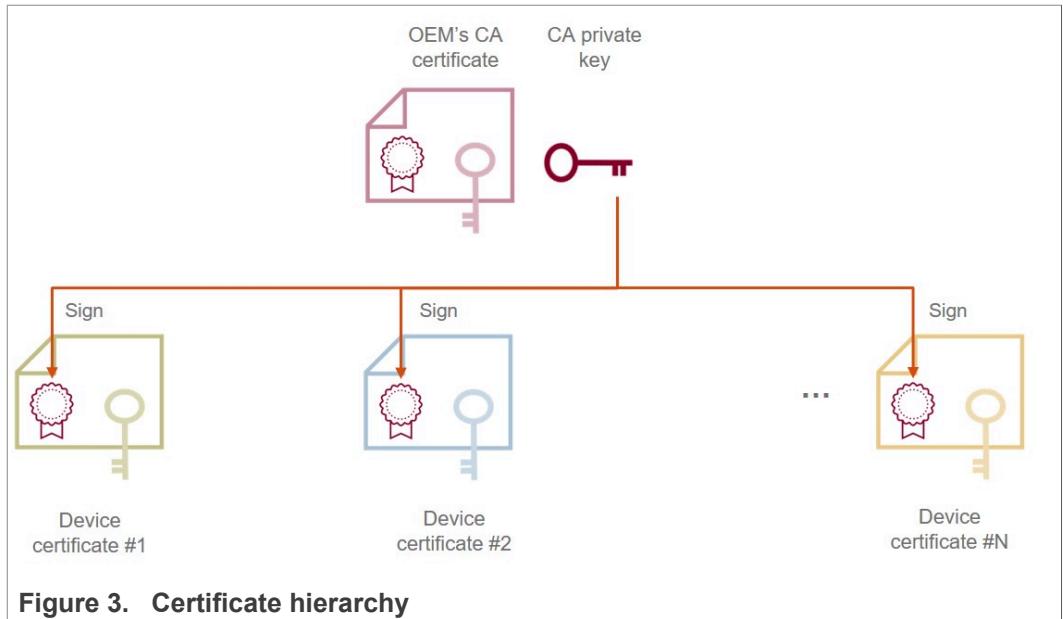 OEM's CA
certificate
CA private
key
Sign
Sign
Sign
...
Device
certificate #1
Device
certificate #2
Device
certificate #N
Figure 3. Certificate hierarchy